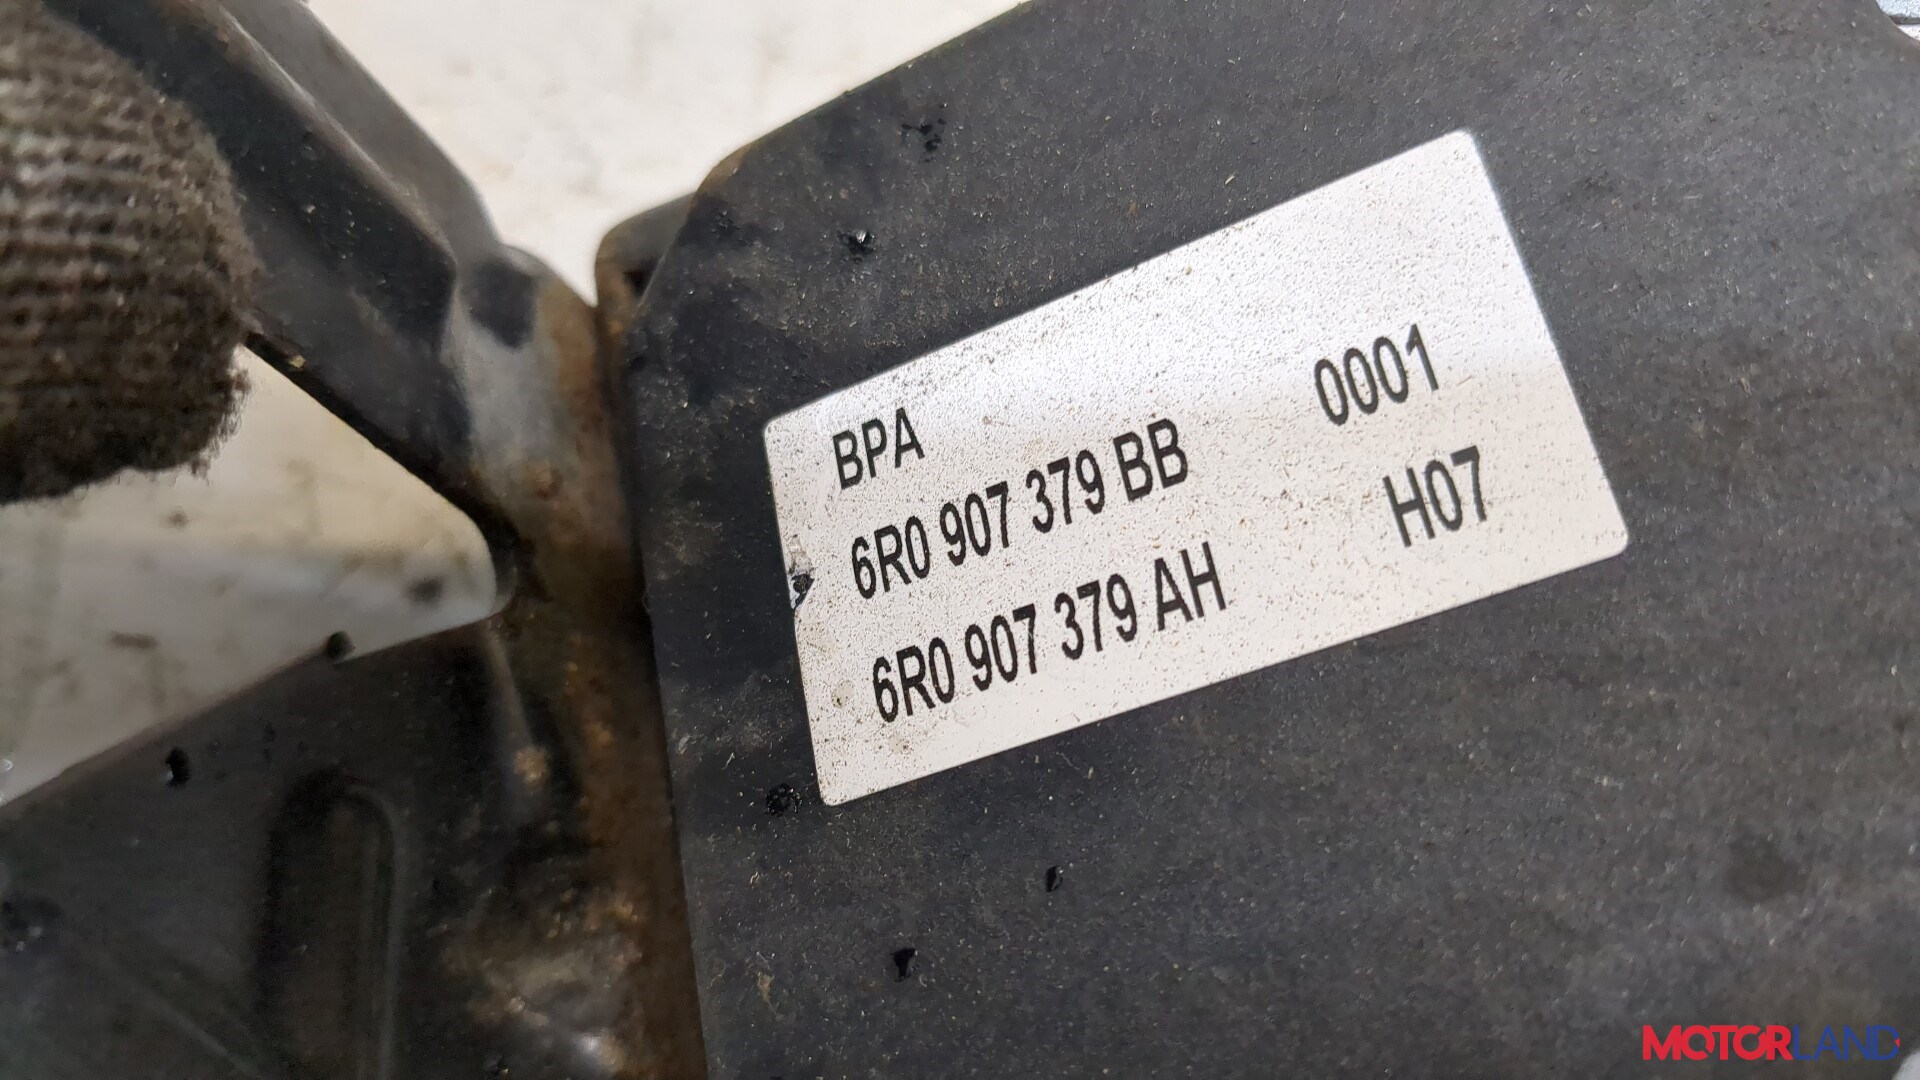 BPA
6R0 907 379 BB 0001
6R0 907 379 AH H07
MOTORLAND